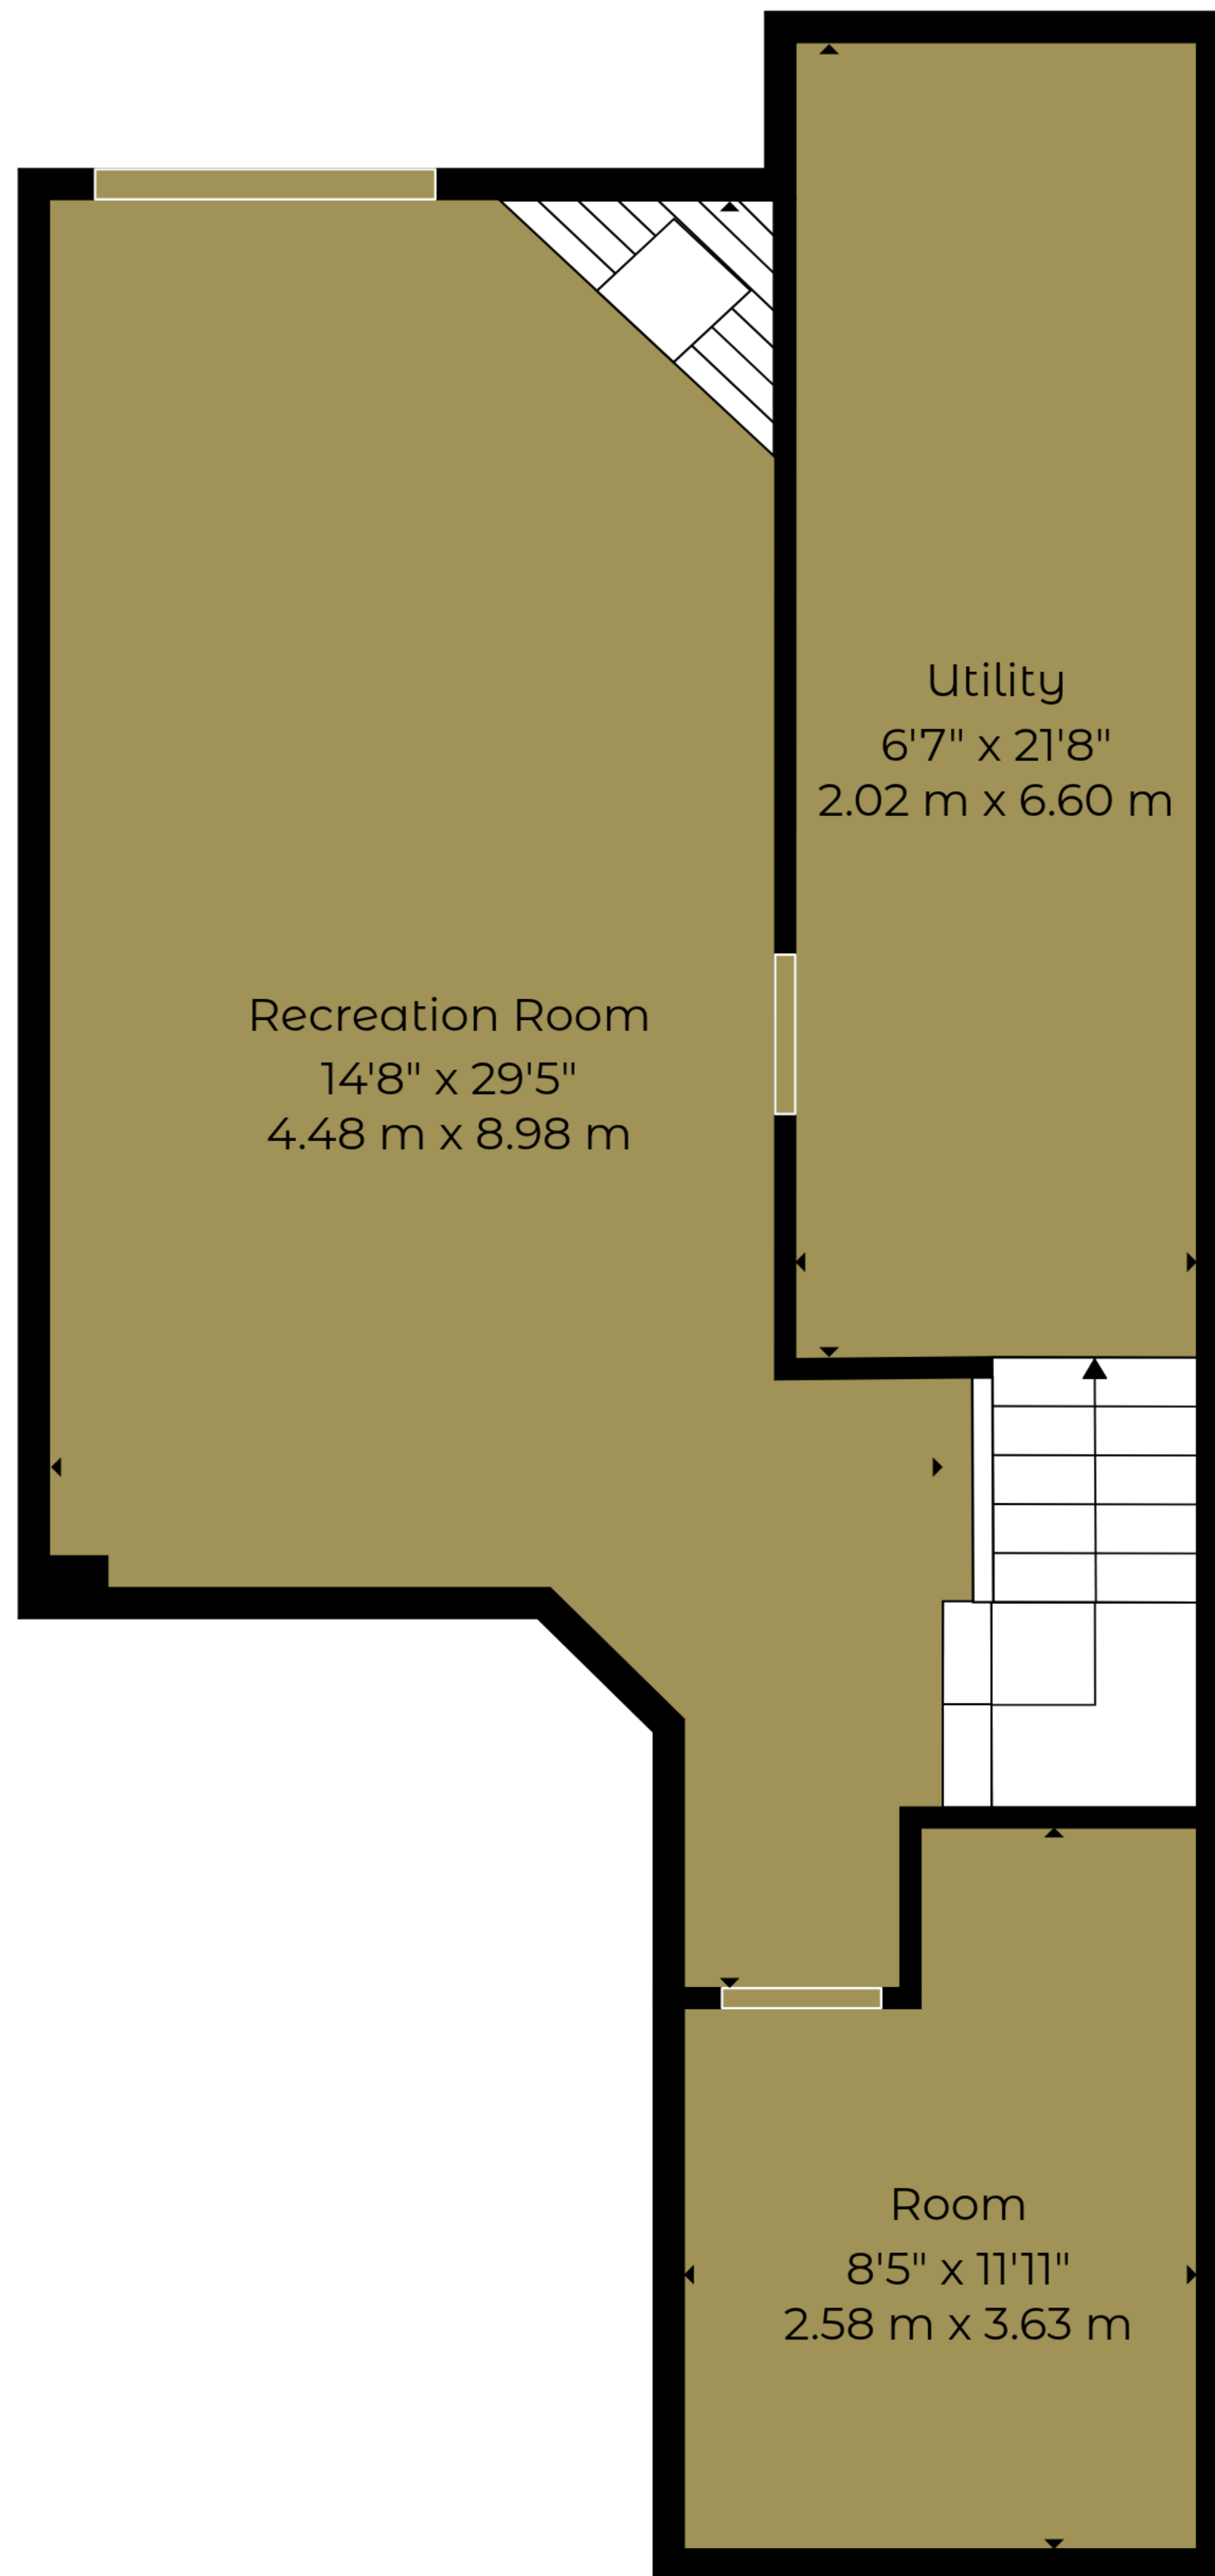 Utility
6'7" x 21'8"
2.02 m x 6.60 m
Recreation Room
14'8" x 29'5"
4.48 m x 8.98 m
Room
8'5" x 11'11"
2.58 m x 3.63 m